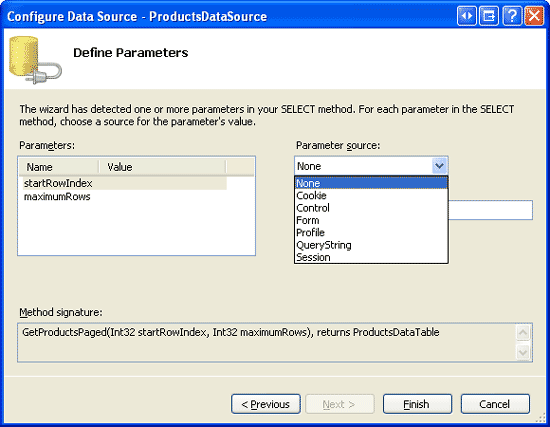 Configure Data Source - ProductsDataSource
Define Parameters
The wizard has detected one or more parameters in your SELECT method. For each parameter in the SELECT
method, choose a source for the parameter's value.
Parameters:
Name Value
startRowIndex
maximumRows
Parameter source:
None
None
Cookie
Control
Form
Profile
QueryString
Session
Method signature:
GetProductsPaged(Int32 startRowIndex, Int32 maximumRows), returns ProductsDataTable
< Previous Next > Finish Cancel